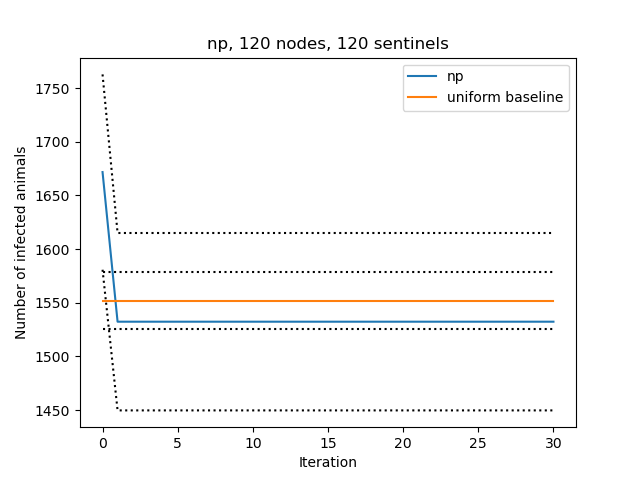 np, 120 nodes, 120 sentinels
np
uniform baseline
Number of infected animals
1750
1700
1650
1600
1550
1500
1450
0 5 10 15 20 25 30
Iteration